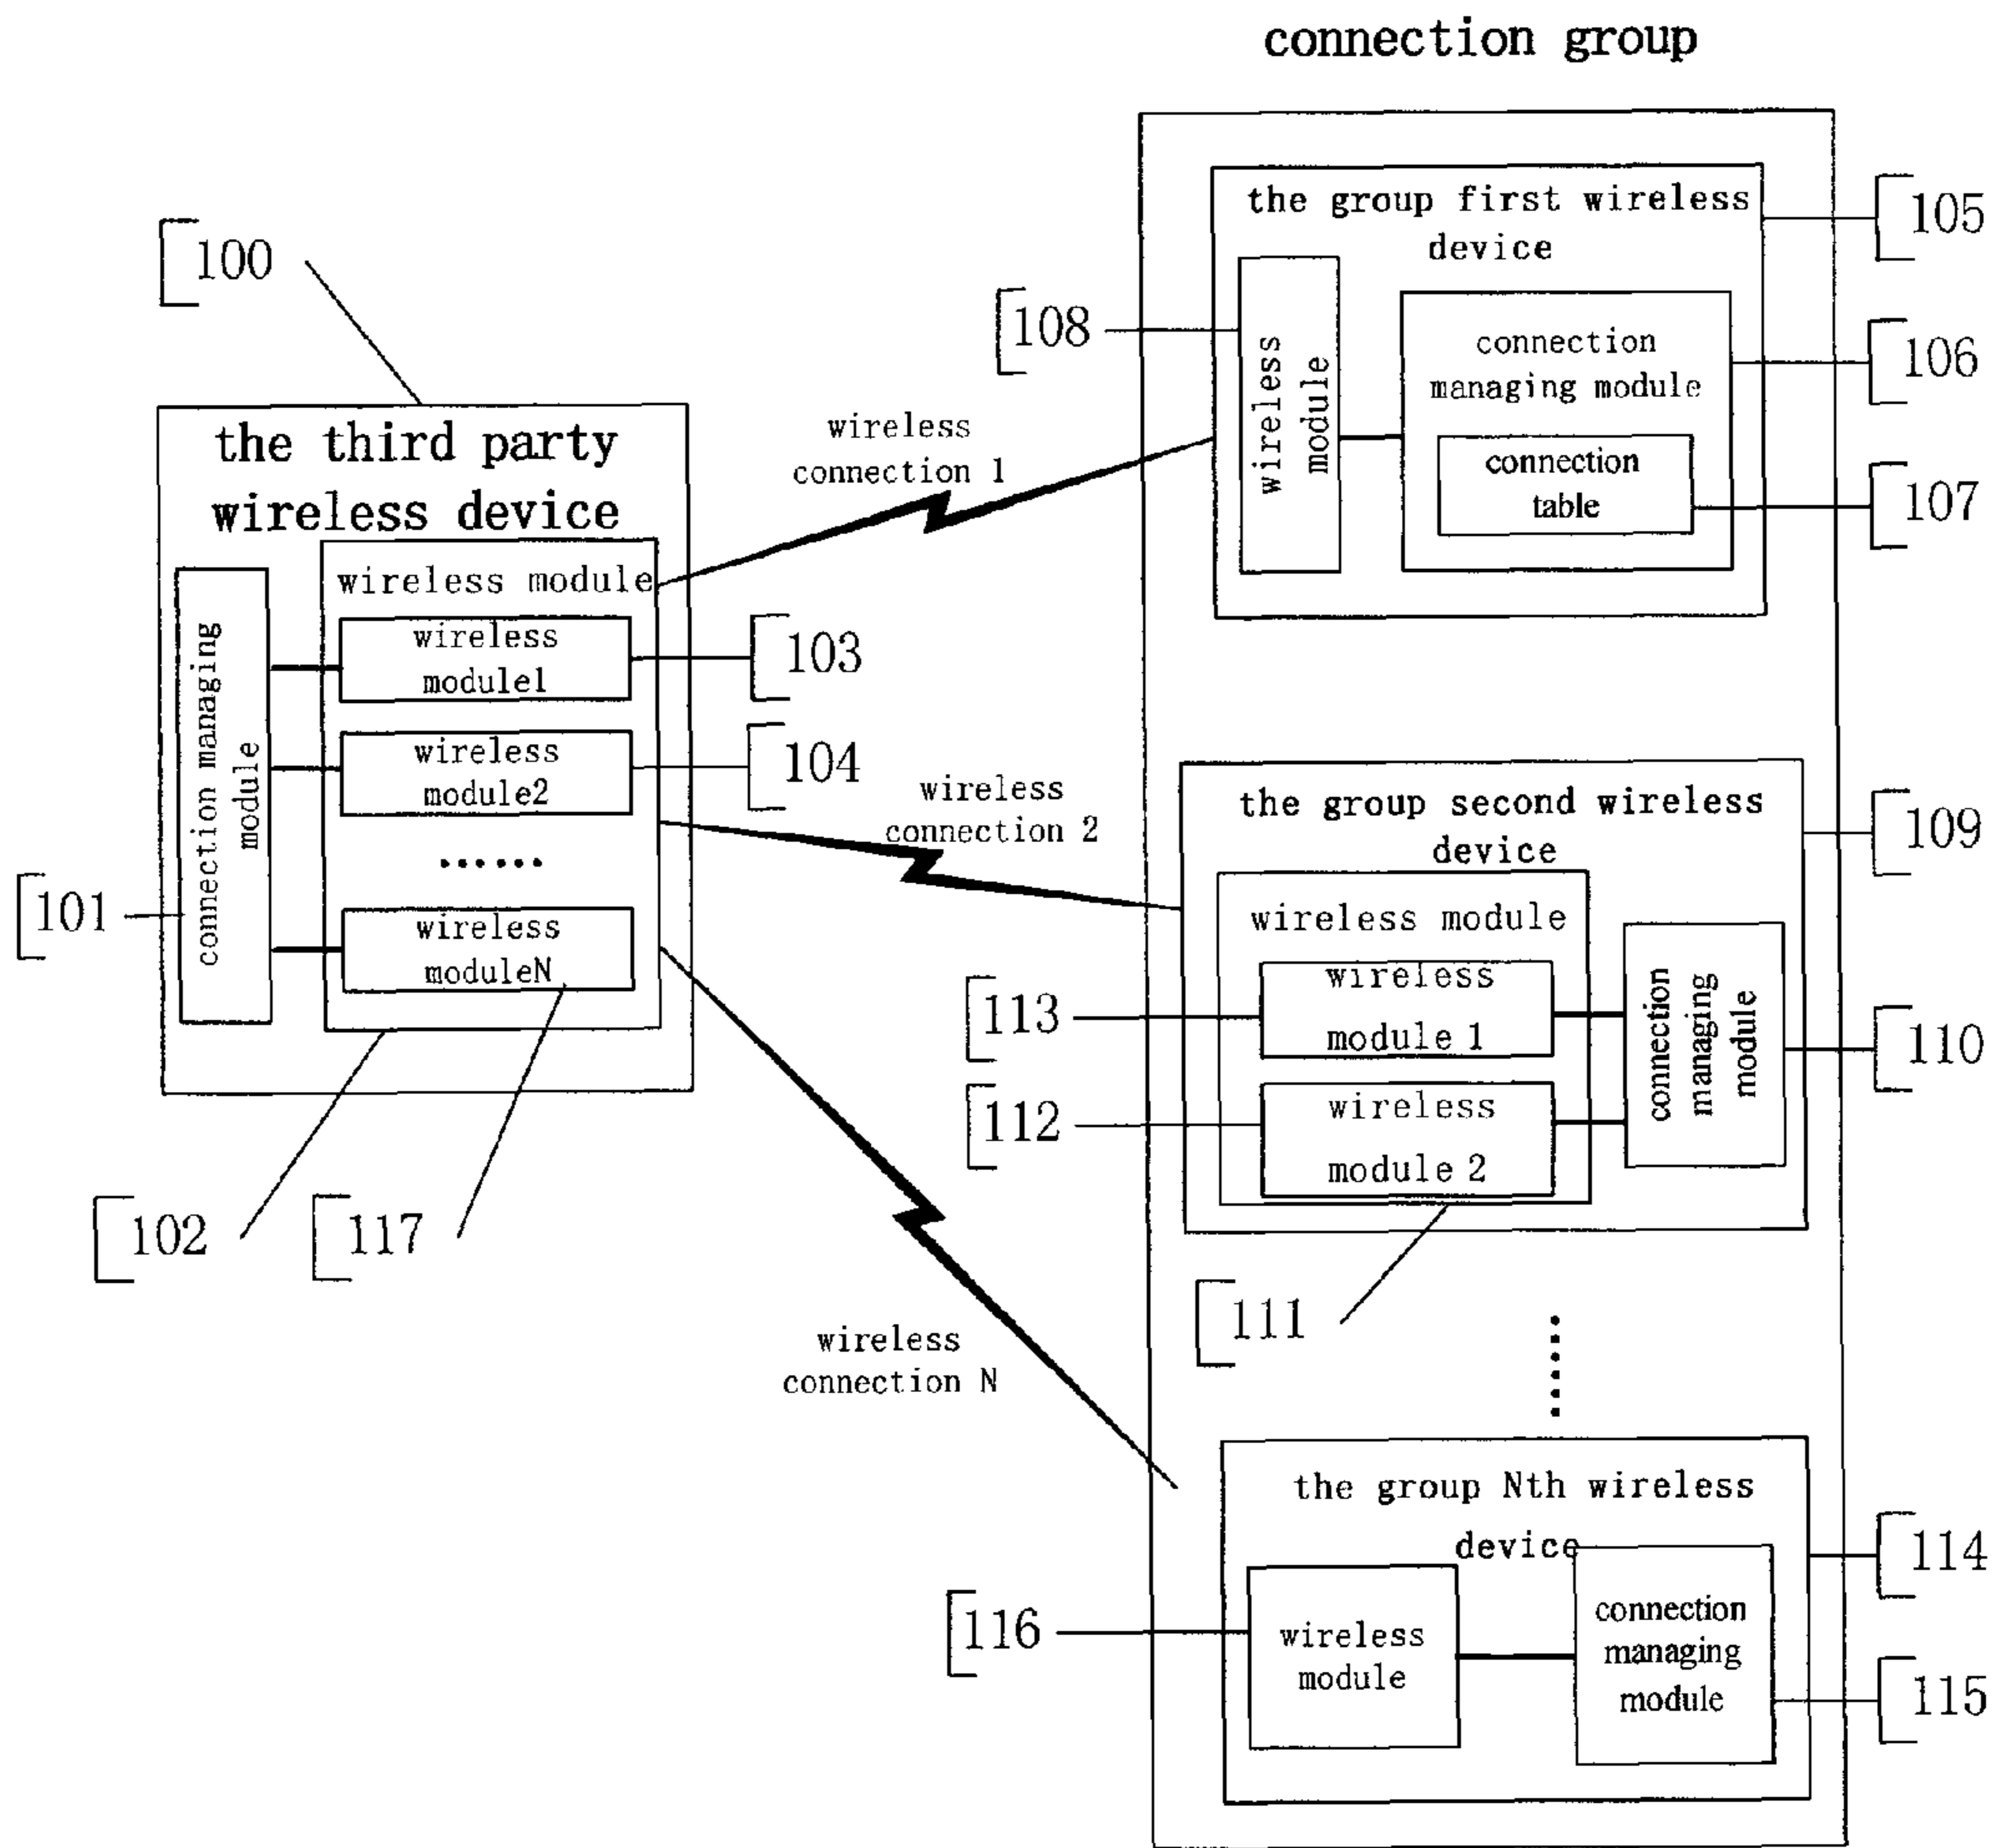 connection group
100
the third party
wireless device
connection managing
module
wireless module
wireless
module1
wireless
module2
......
wireless
moduleN
101
102
117
103
104
wireless
connection 1
wireless
connection 2
wireless
connection N
the group first wireless
device
wireless
module
connection
managing module
connection
table
105
106
107
108
the group second wireless
device
wireless module
wireless
module 1
wireless
module 2
connection
managing
module
109
110
113
112
111
......
the group Nth wireless
device
wireless
module
connection
managing
module
114
115
116